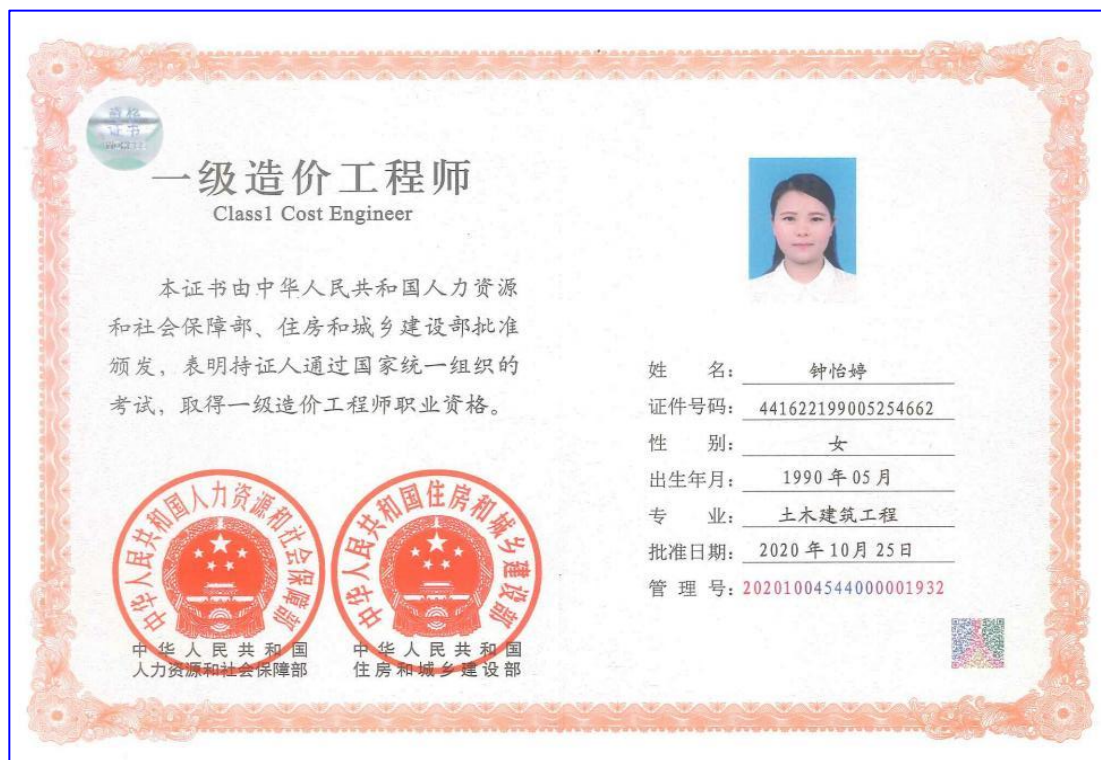 资格
证书
一级造价工程师
Class1 Cost Engineer
本证书由中华人民共和国人力资源
和社会保障部、住房和城乡建设部批准
颁发，表明持证人通过国家统一组织的
考试，取得一级造价工程师职业资格。
中华人民共和国人力资源和社会保障部
中华人民共和国
人力资源和社会保障部
中华人民共和国住房和城乡建设部
中华人民共和国
住房和城乡建设部
姓 名：钟怡婷
证件号码：441622199005254662
性 别：女
出生年月：1990年05月
专 业：土木建筑工程
批准日期：2020年10月25日
管 理 号：20201004544000001932